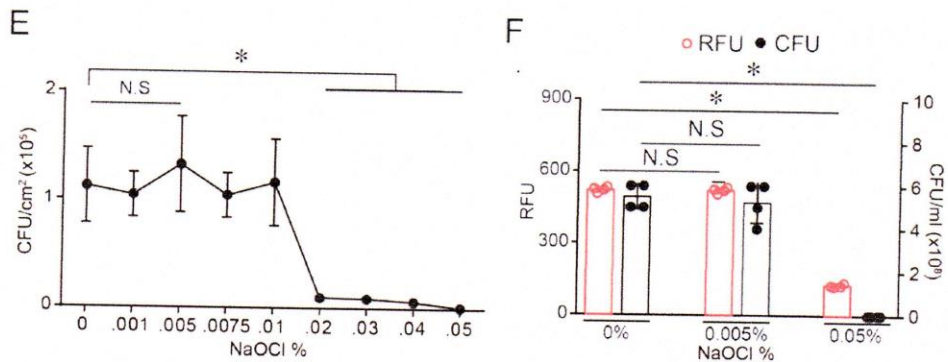 E
*
N.S
2
1
0
CFU/cm² (x10⁵)
0 .001 .005 .0075 .01 .02 .03 .04 .05
NaOCl %
F
RFU CFU
*
*
N.S
N.S
900
600
300
0
RFU
10
8
6
4
2
0
CFU/ml (x10⁸)
0% 0.005% 0.05%
NaOCl %